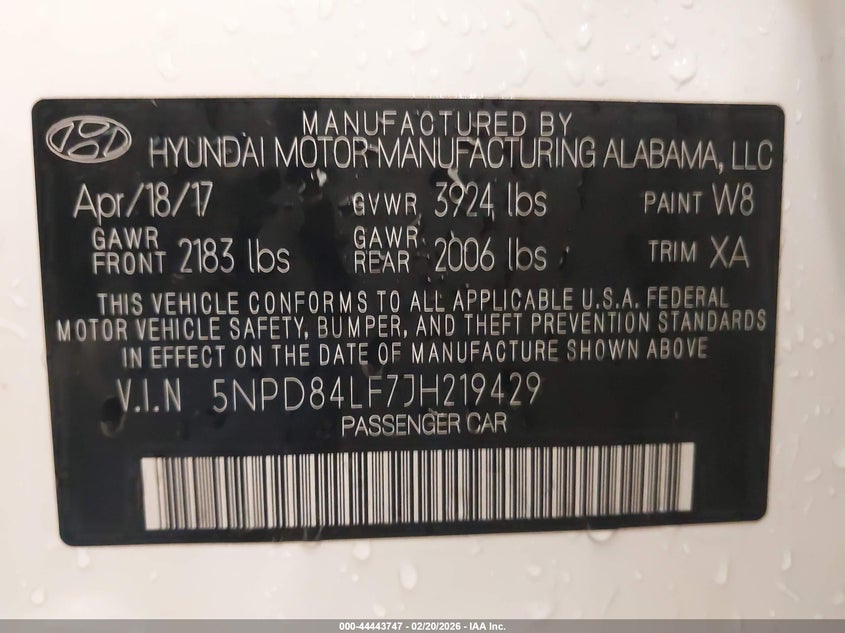 MANUFACTURED BY
HYUNDAI MOTOR MANUFACTURING ALABAMA, LLC
Apr/18/17 GVWR 3924 lbs PAINT W8
GAWR FRONT 2183 lbs GAWR REAR 2006 lbs TRIM XA
THIS VEHICLE CONFORMS TO ALL APPLICABLE U.S.A. FEDERAL
MOTOR VEHICLE SAFETY, BUMPER, AND THEFT PREVENTION STANDARDS
IN EFFECT ON THE DATE OF MANUFACTURE SHOWN ABOVE
V.I.N 5NPD84LF7JH219429
PASSENGER CAR
000-44443747 - 02/20/2026 - IAA Inc.